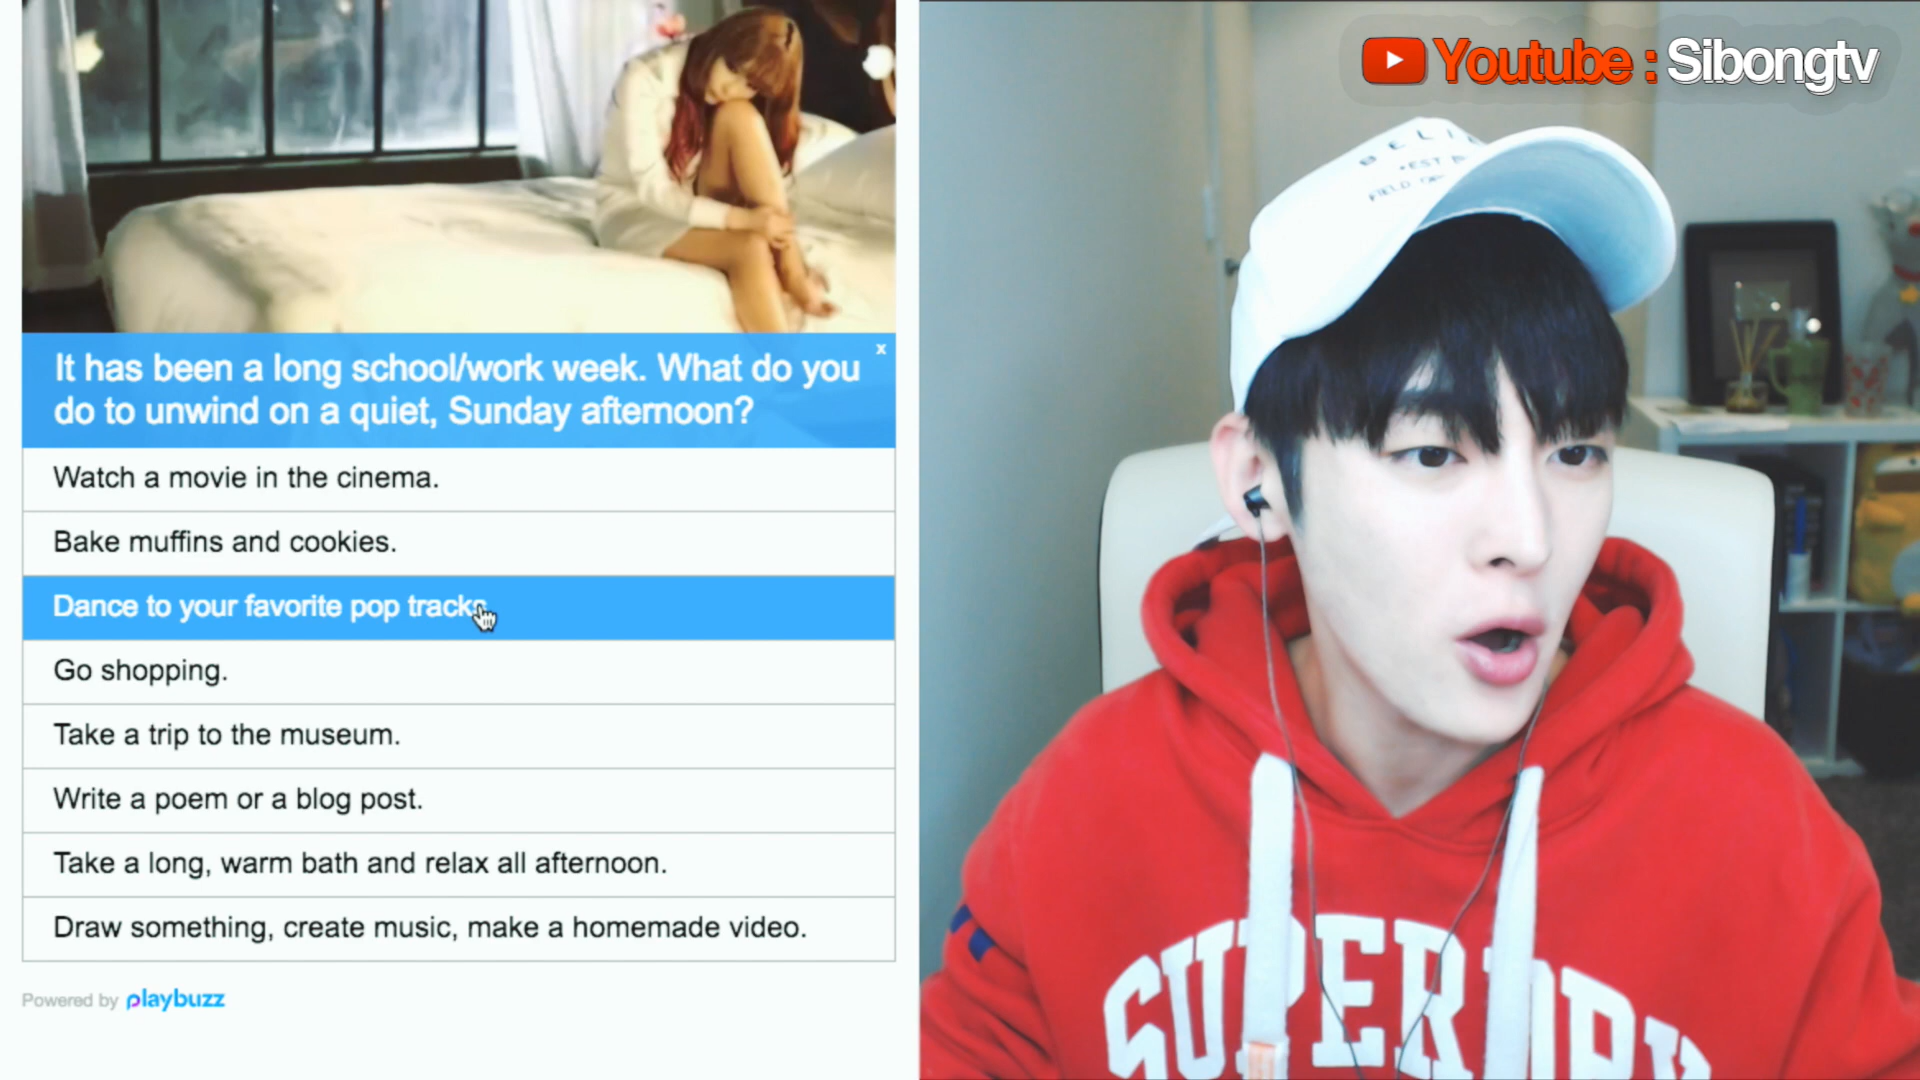 It has been a long school/work week. What do you
do to unwind on a quiet, Sunday afternoon?
x
Watch a movie in the cinema.
Bake muffins and cookies.
Dance to your favorite pop tracks
Go shopping.
Take a trip to the museum.
Write a poem or a blog post.
Take a long, warm bath and relax all afternoon.
Draw something, create music, make a homemade video.
Powered by playbuzz
Youtube : Sibongtv
SUPERDRY